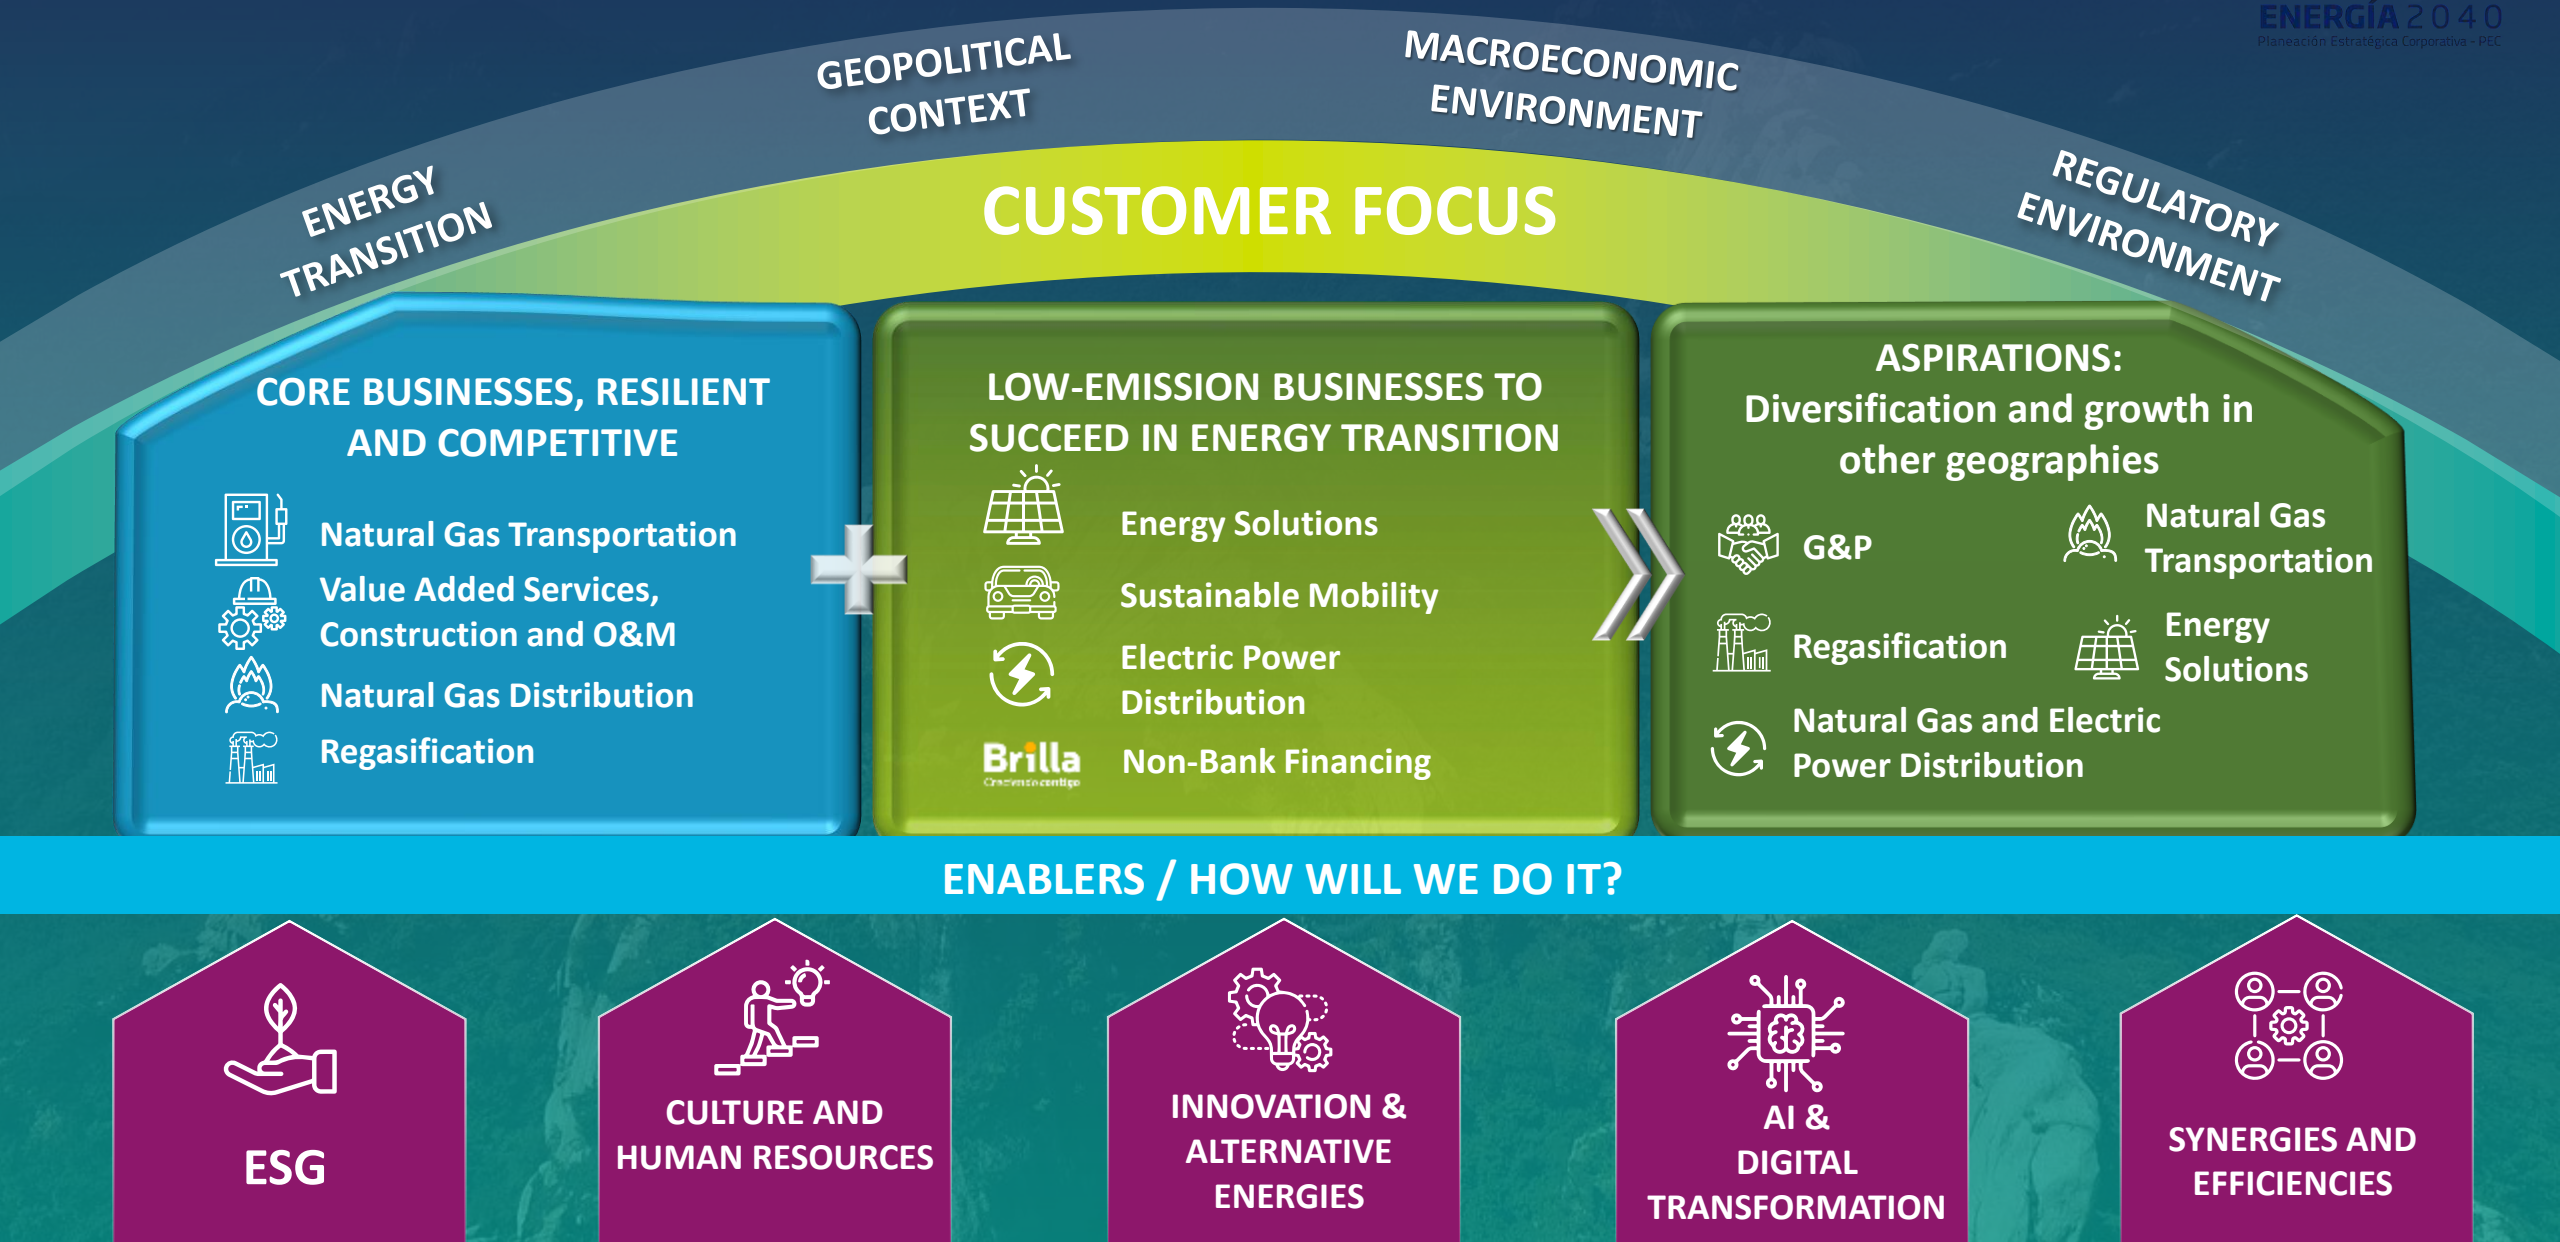 ENERGÍA 2040
Planeación Estratégica Corporativa - PEC
GEOPOLITICAL
CONTEXT
MACROECONOMIC
ENVIRONMENT
ENERGY
TRANSITION
REGULATORY
ENVIRONMENT
CUSTOMER FOCUS
CORE BUSINESSES, RESILIENT
AND COMPETITIVE
Natural Gas Transportation
Value Added Services,
Construction and O&M
Natural Gas Distribution
Regasification
LOW-EMISSION BUSINESSES TO
SUCCEED IN ENERGY TRANSITION
Energy Solutions
Sustainable Mobility
Electric Power
Distribution
Brilla
Non-Bank Financing
ASPIRATIONS:
Diversification and growth in
other geographies
G&P
Natural Gas
Transportation
Regasification
Energy
Solutions
Natural Gas and Electric
Power Distribution
ENABLERS / HOW WILL WE DO IT?
ESG
CULTURE AND
HUMAN RESOURCES
INNOVATION &
ALTERNATIVE
ENERGIES
AI &
DIGITAL
TRANSFORMATION
SYNERGIES AND
EFFICIENCIES